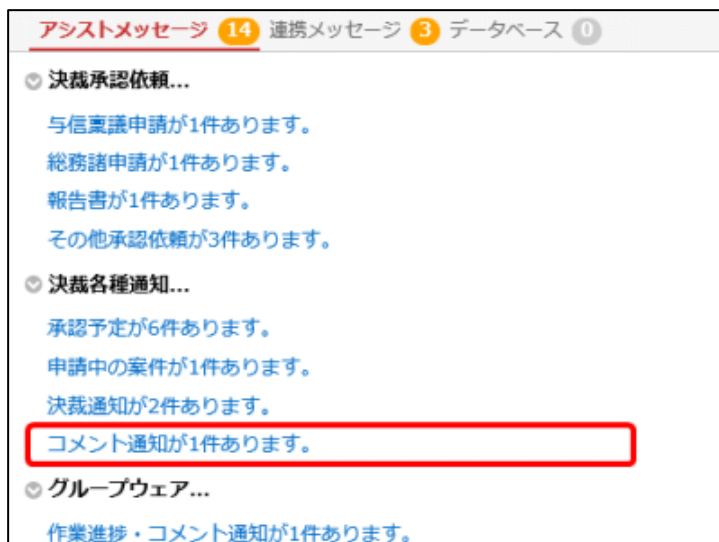 アシストメッセージ 14 連携メッセージ 3 データベース 0
決裁承認依頼...
与信稟議申請が1件あります。
総務諸申請が1件あります。
報告書が1件あります。
その他承認依頼が3件あります。
決裁各種通知...
承認予定が6件あります。
申請中の案件が1件あります。
決裁通知が2件あります。
コメント通知が1件あります。
グループウェア...
作業進捗・コメント通知が1件あります。